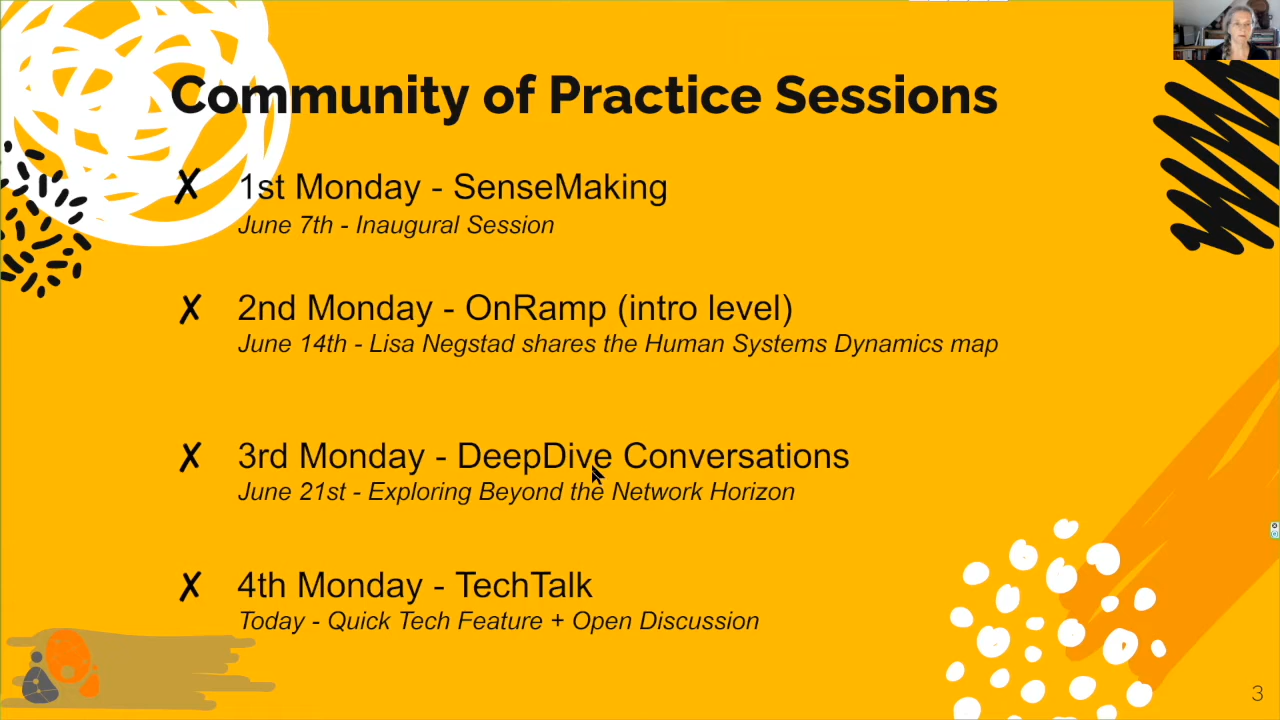 Community of Practice Sessions
✗ 1st Monday - SenseMaking
June 7th - Inaugural Session
✗ 2nd Monday - OnRamp (intro level)
June 14th - Lisa Negstad shares the Human Systems Dynamics map
✗ 3rd Monday - DeepDive Conversations
June 21st - Exploring Beyond the Network Horizon
✗ 4th Monday - TechTalk
Today - Quick Tech Feature + Open Discussion
3